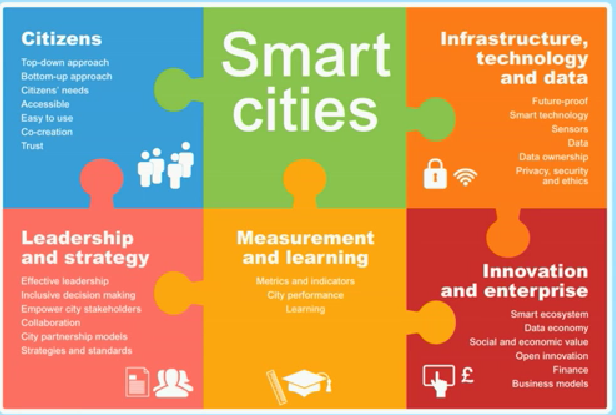 Citizens
Top-down approach
Bottom-up approach
Citizens' needs
Accessible
Easy to use
Co-creation
Trust
Smart
cities
Infrastructure,
technology
and data
Future-proof
Smart technology
Sensors
Data
Data ownership
Privacy, security
and ethics
Leadership
and strategy
Effective leadership
Inclusive decision making
Empower city stakeholders
Collaboration
City partnership models
Strategies and standards
Measurement
and learning
Metrics and indicators
City performance
Learning
Innovation
and enterprise
Smart ecosystem
Data economy
Social and economic value
Open innovation
Finance
Business models
£